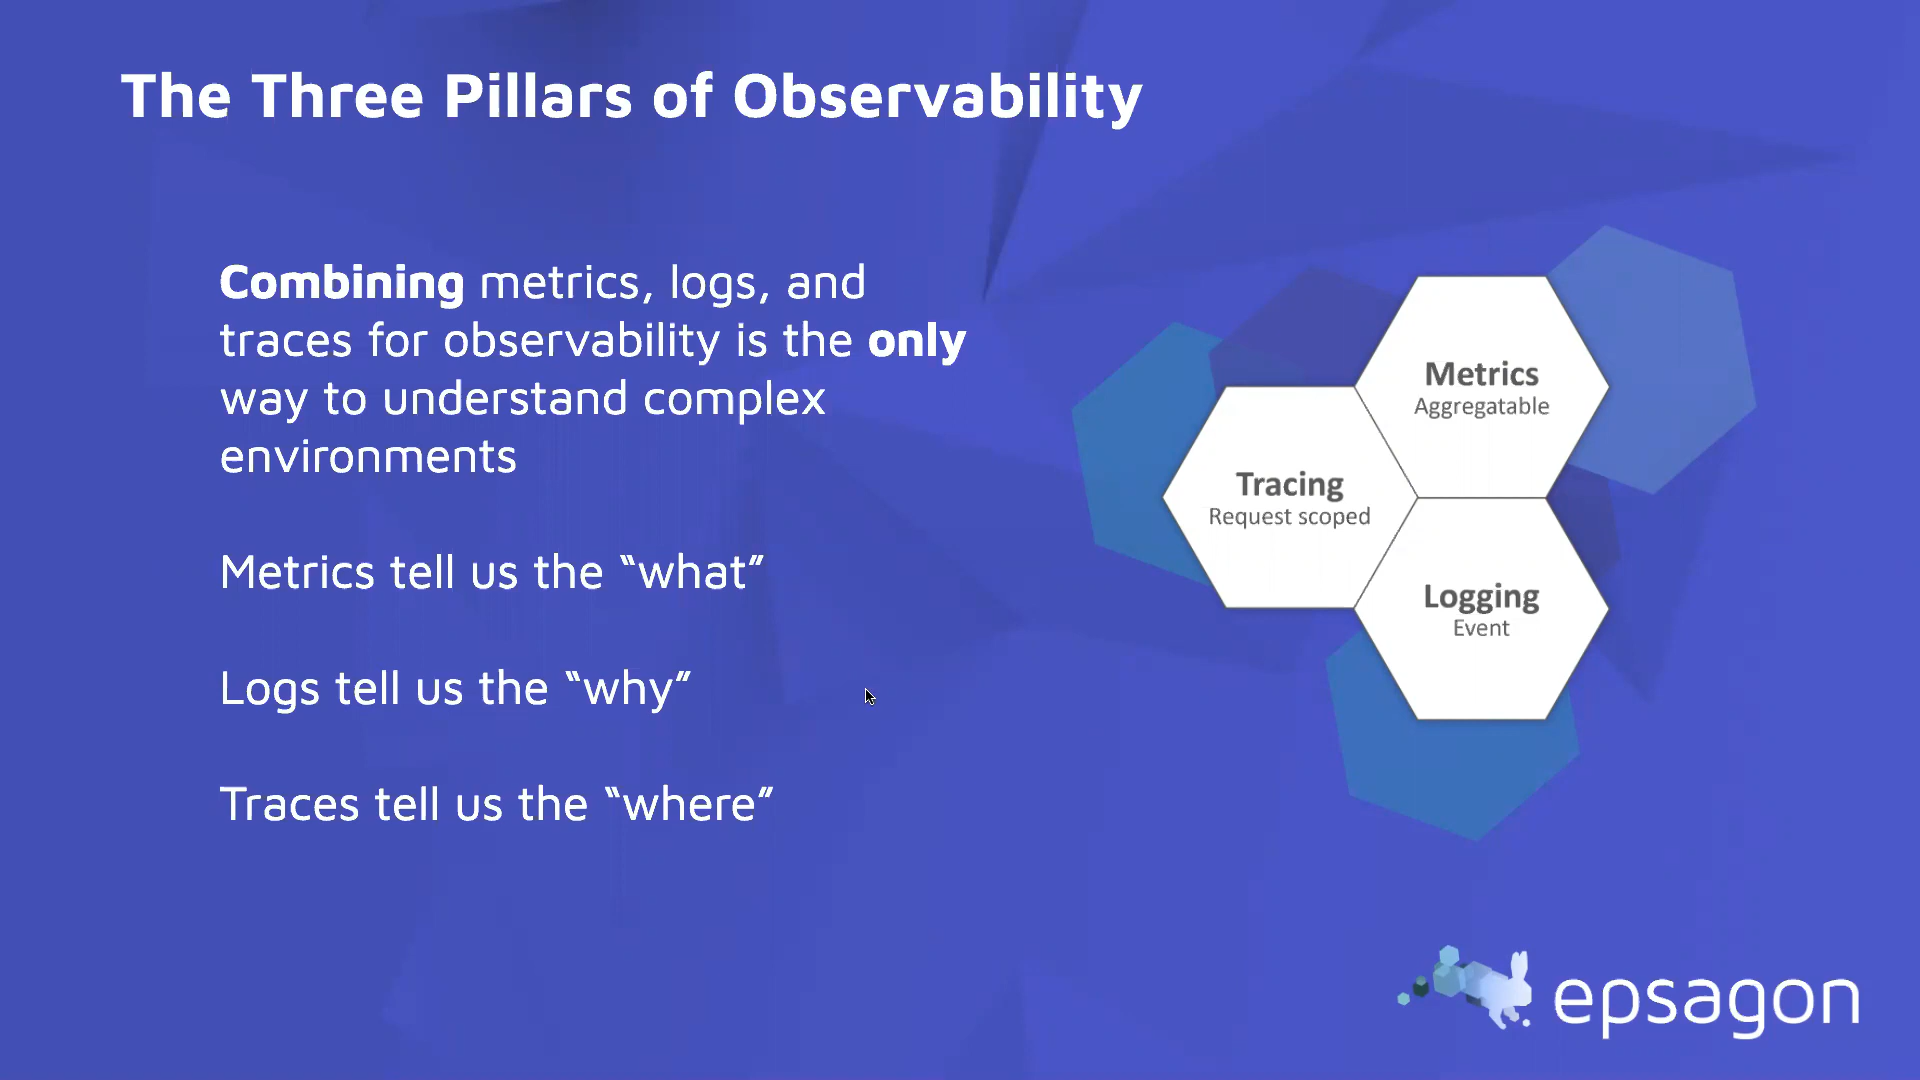 The Three Pillars of Observability
Combining metrics, logs, and
traces for observability is the only
way to understand complex
environments
Metrics tell us the “what”
Logs tell us the “why”
Traces tell us the “where”
Metrics
Aggregatable
Tracing
Request scoped
Logging
Event
epsagon